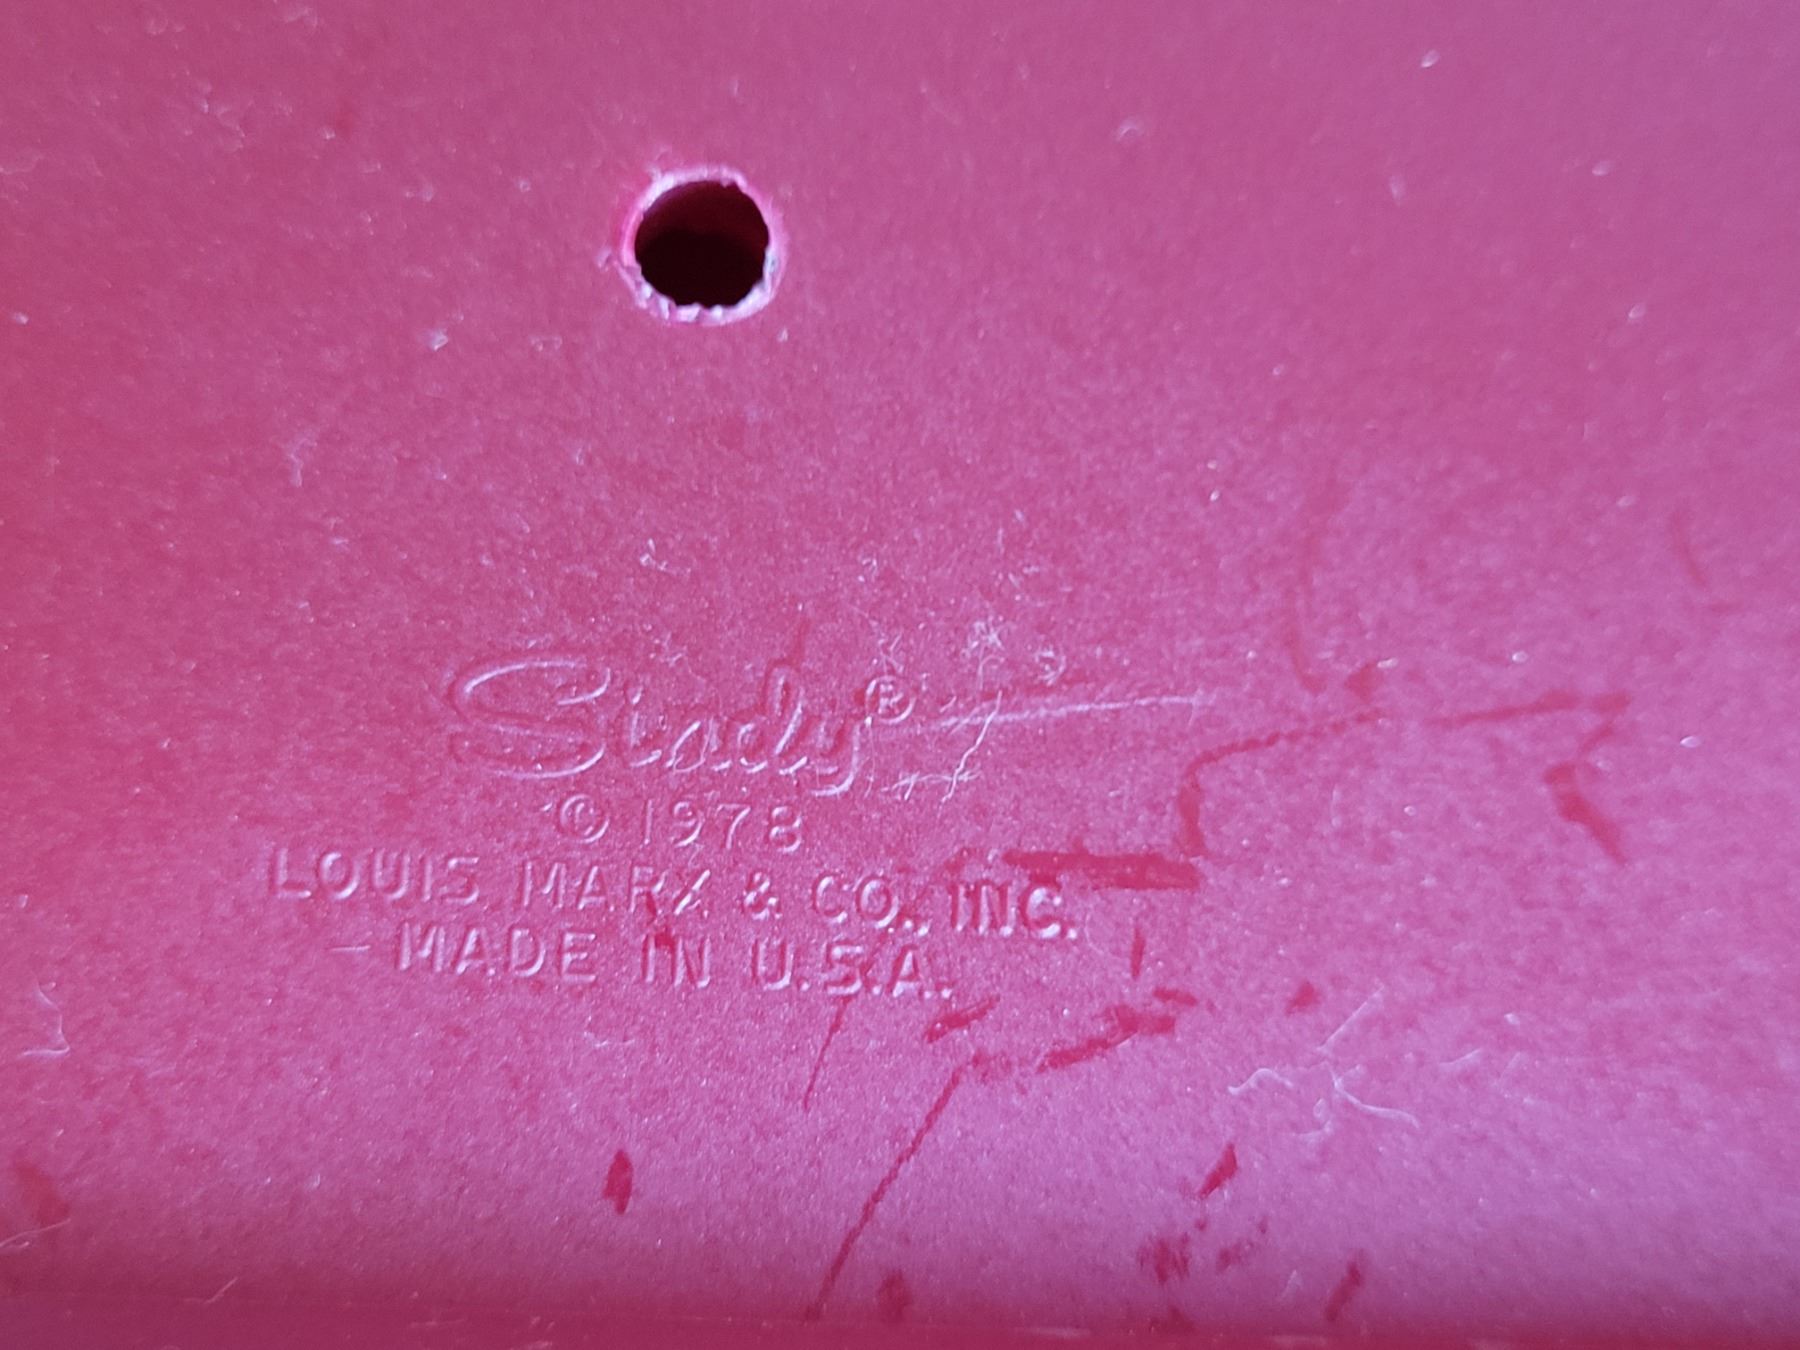 Sindy®
© 1978
LOUIS MARX & CO., INC.
MADE IN U.S.A.